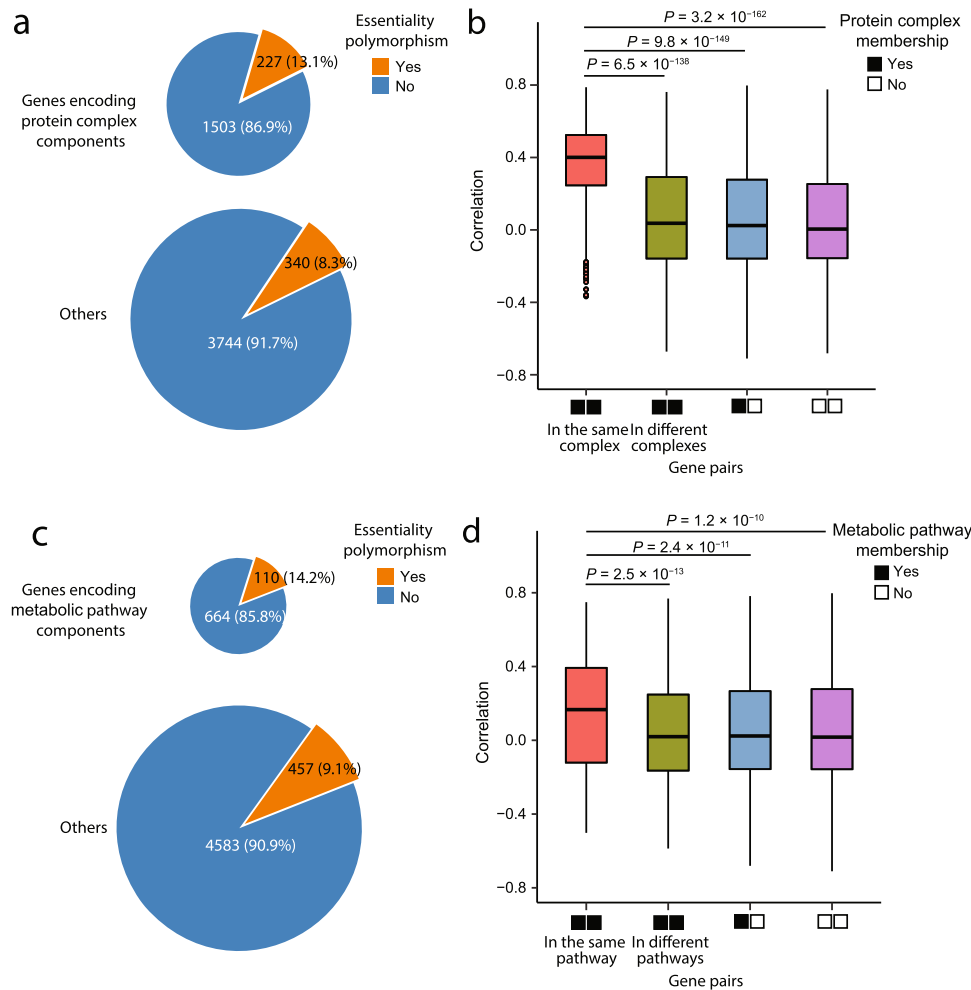 a
Essentiality
polymorphism
Yes
No
227 (13.1%)
1503 (86.9%)
Genes encoding
protein complex
components
340 (8.3%)
3744 (91.7%)
Others
b
P = 3.2 × 10⁻¹⁶²
P = 9.8 × 10⁻¹⁴⁹
P = 6.5 × 10⁻¹³⁸
Protein complex
membership
Yes
No
0.8
0.4
0.0
−0.4
−0.8
Correlation
In the same
complex
In different
complexes
Gene pairs
c
Essentiality
polymorphism
Yes
No
110 (14.2%)
664 (85.8%)
Genes encoding
metabolic pathway
components
457 (9.1%)
4583 (90.9%)
Others
d
P = 1.2 × 10⁻¹⁰
P = 2.4 × 10⁻¹¹
P = 2.5 × 10⁻¹³
Metabolic pathway
membership
Yes
No
0.8
0.4
0.0
−0.4
−0.8
Correlation
In the same
pathway
In different
pathways
Gene pairs